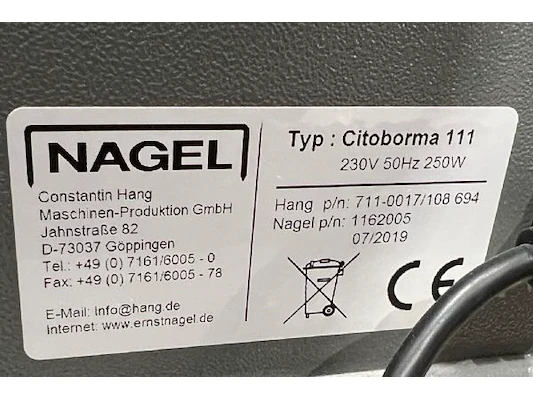 NAGEL
Constantin Hang
Maschinen-Produktion GmbH
Jahnstraße 82
D-73037 Göppingen
Tel.: +49 (0) 7161/6005 - 0
Fax: +49 (0) 7161/6005 - 78
E-Mail: info@hang.de
Internet: www.ernstnagel.de
Typ : Citoborma 111
230V 50Hz 250W
Hang p/n: 711-0017/108 694
Nagel p/n: 1162005
07/2019
CE